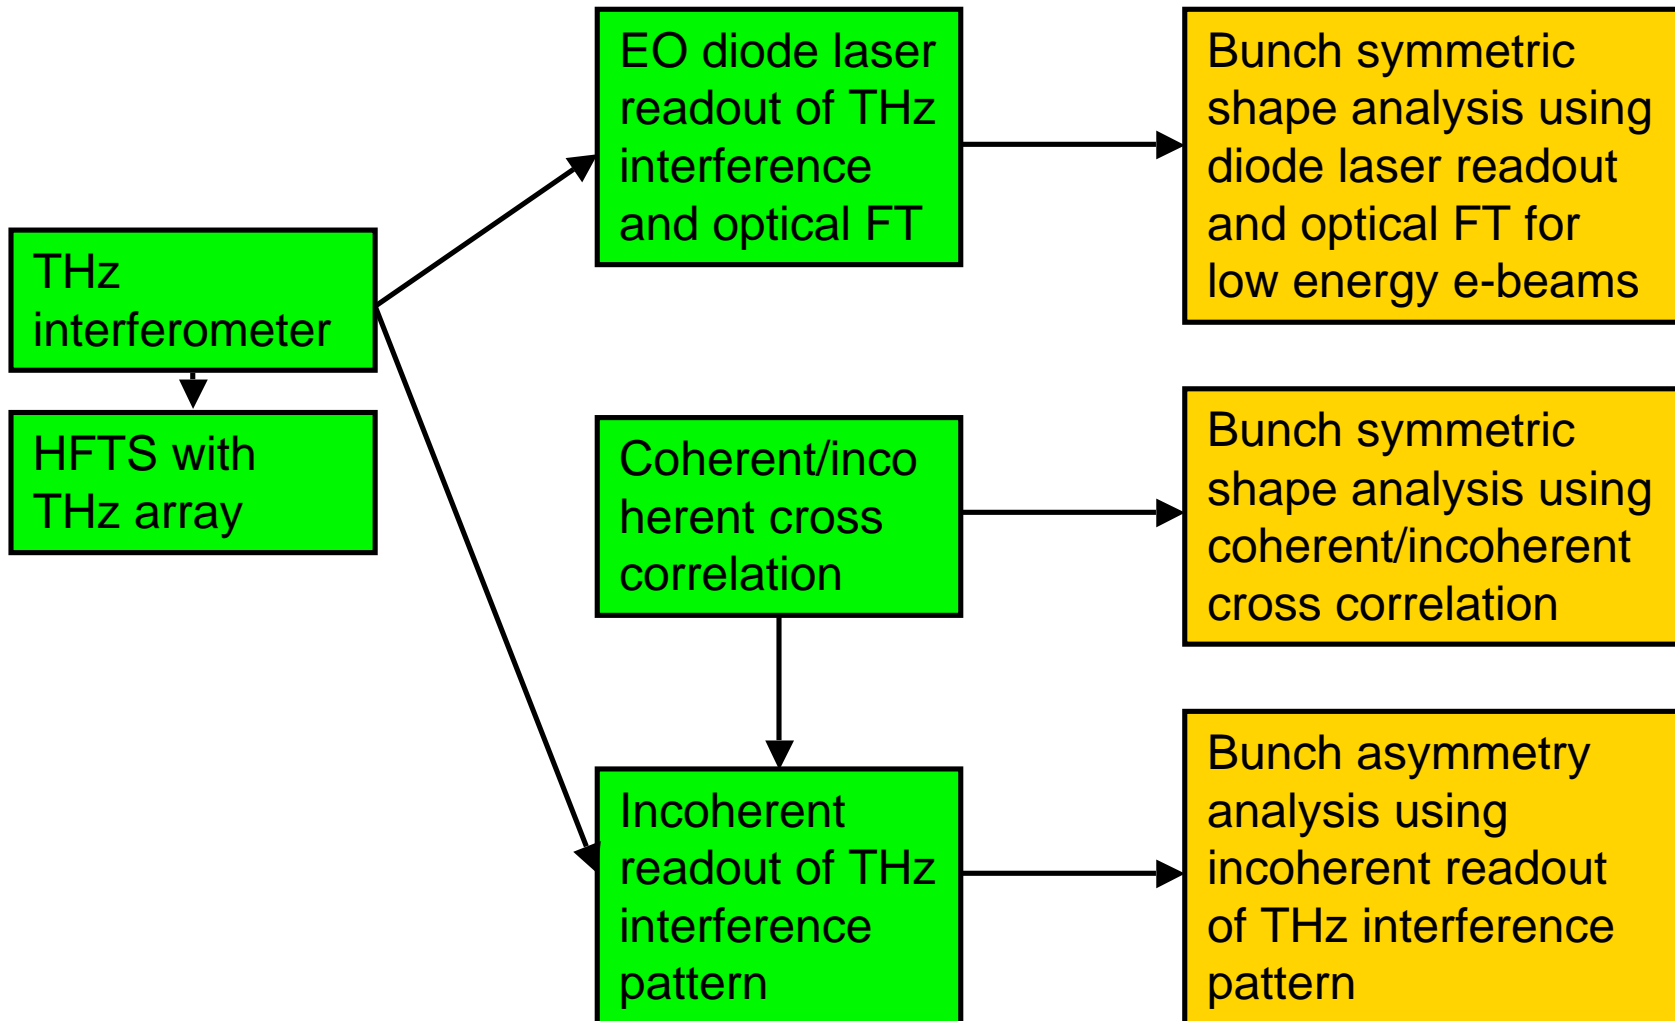 THz
interferometer
HFTS with
THz array
EO diode laser
readout of THz
interference
and optical FT
Coherent/inco
herent cross
correlation
Incoherent
readout of THz
interference
pattern
Bunch symmetric
shape analysis using
diode laser readout
and optical FT for
low energy e-beams
Bunch symmetric
shape analysis using
coherent/incoherent
cross correlation
Bunch asymmetry
analysis using
incoherent readout
of THz interference
pattern